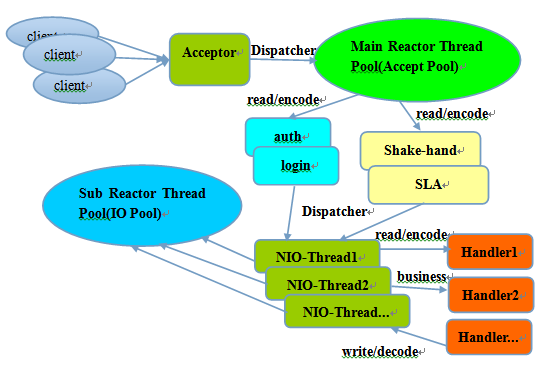 client
client
client
Acceptor
Dispatcher
Main Reactor Thread
Pool(Accept Pool)
read/encode
read/encode
auth
login
Shake-hand
SLA
Sub Reactor Thread
Pool(IO Pool)
Dispatcher
NIO-Thread1
NIO-Thread2
NIO-Thread...
read/encode
business
write/decode
Handler1
Handler2
Handler...